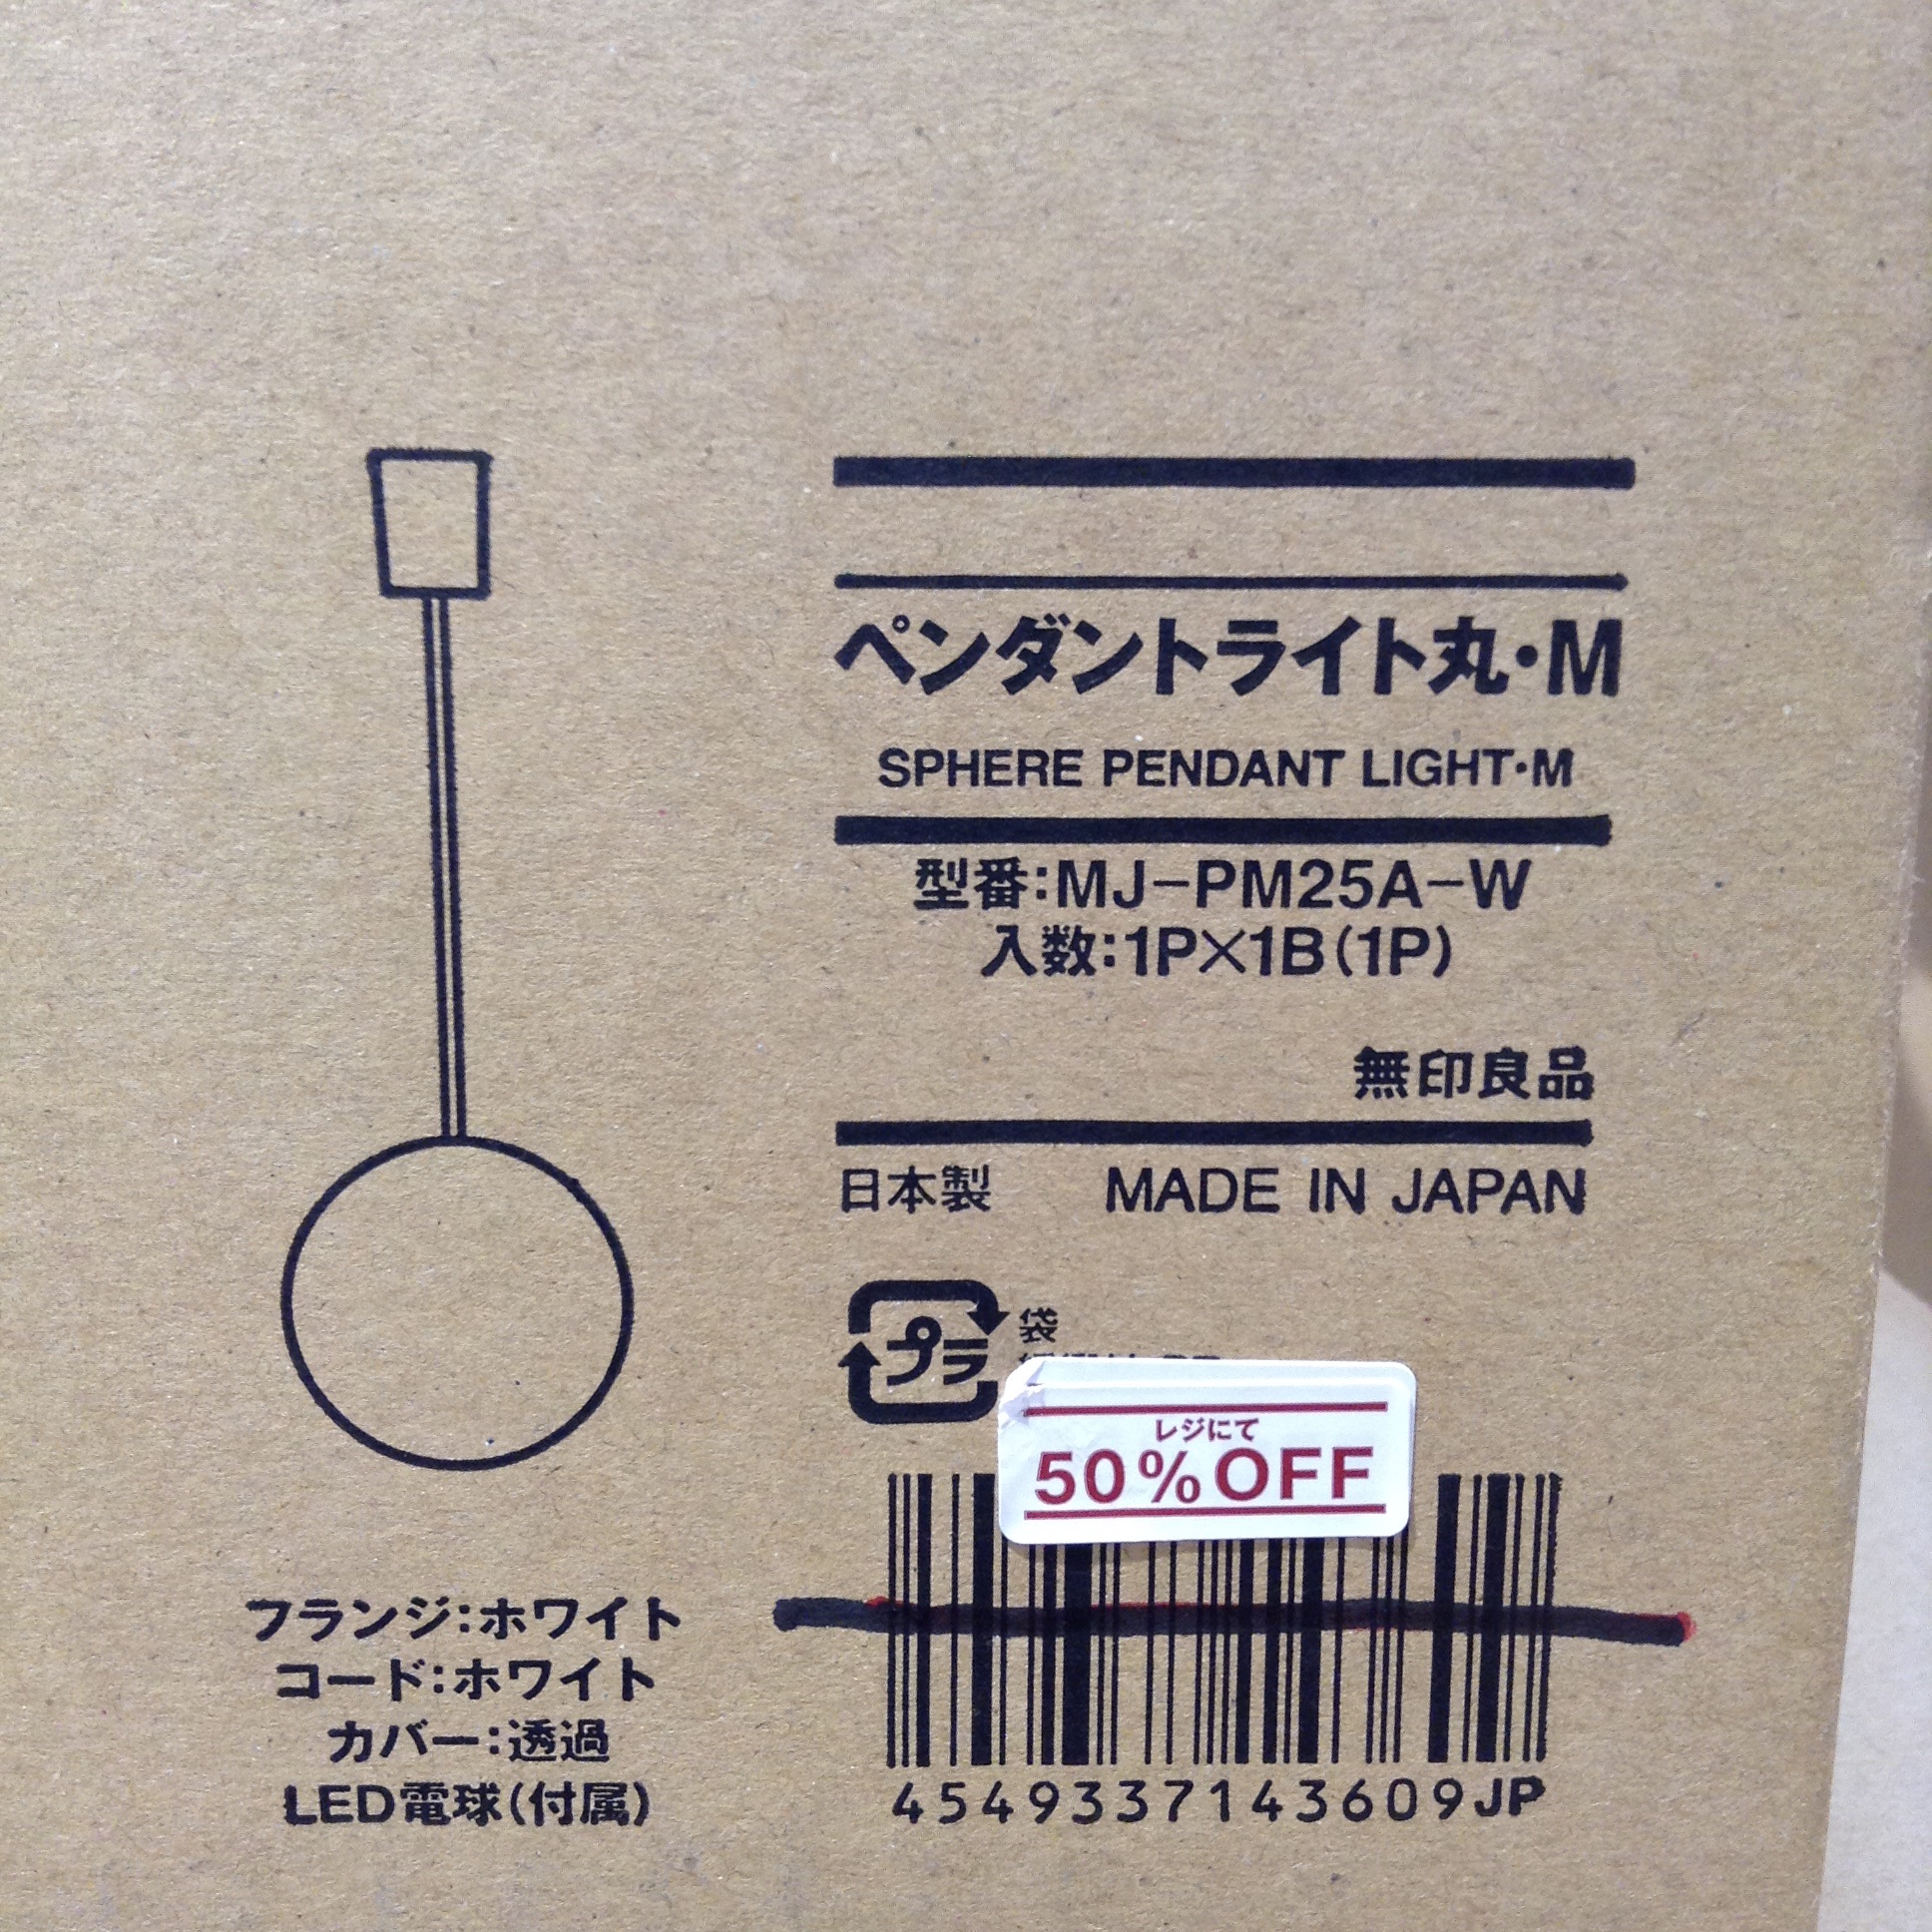 ペンダントライト丸・M
SPHERE PENDANT LIGHT・M
型番:MJ-PM25A-W
入数:1P×1B(1P)
無印良品
日本製 MADE IN JAPAN
プラ 袋
レジにて
50%OFF
4549337143609JP
フランジ:ホワイト
コード:ホワイト
カバー:透過
LED電球(付属)